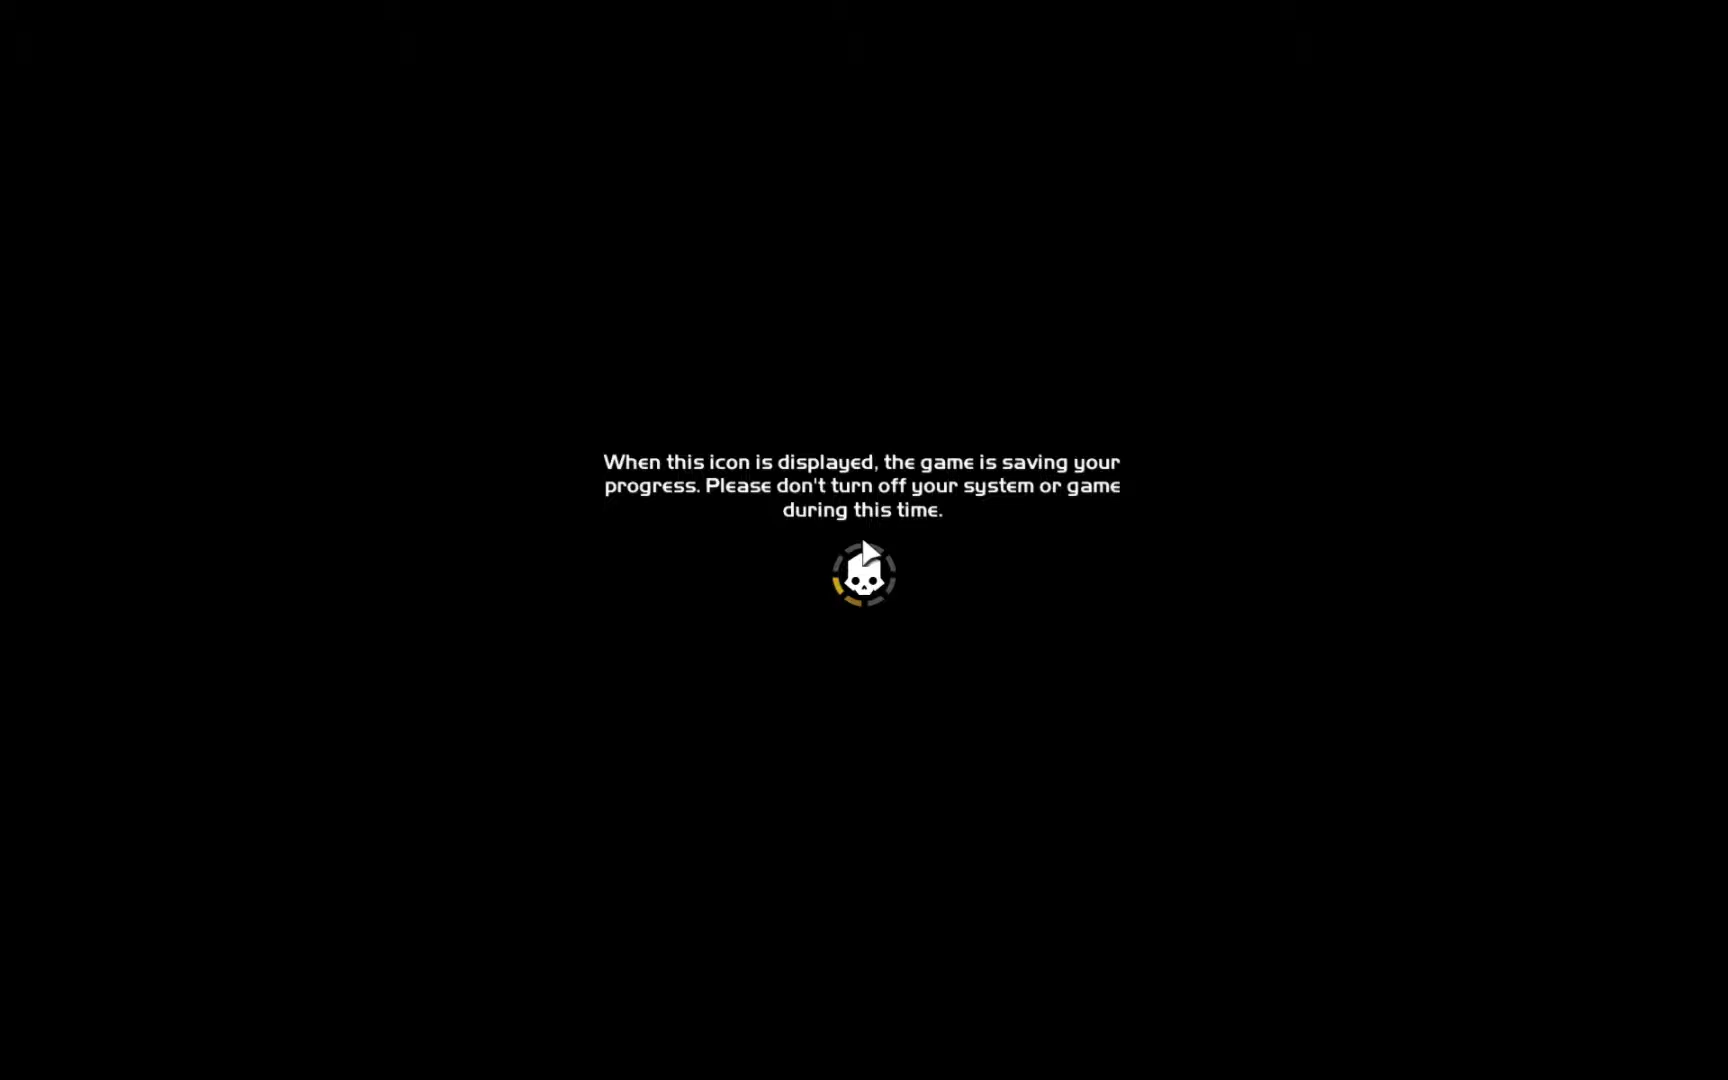 When this icon is displayed, the game is saving your
progress. Please don't turn off your system or game
during this time.